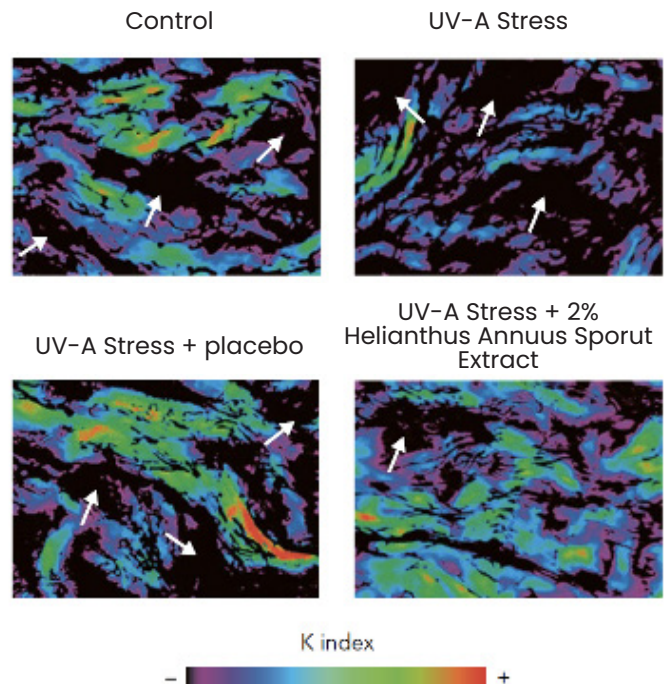 Control
UV-A Stress
UV-A Stress + placebo
UV-A Stress + 2%
Helianthus Annuus Sporut
Extract
K index
– +